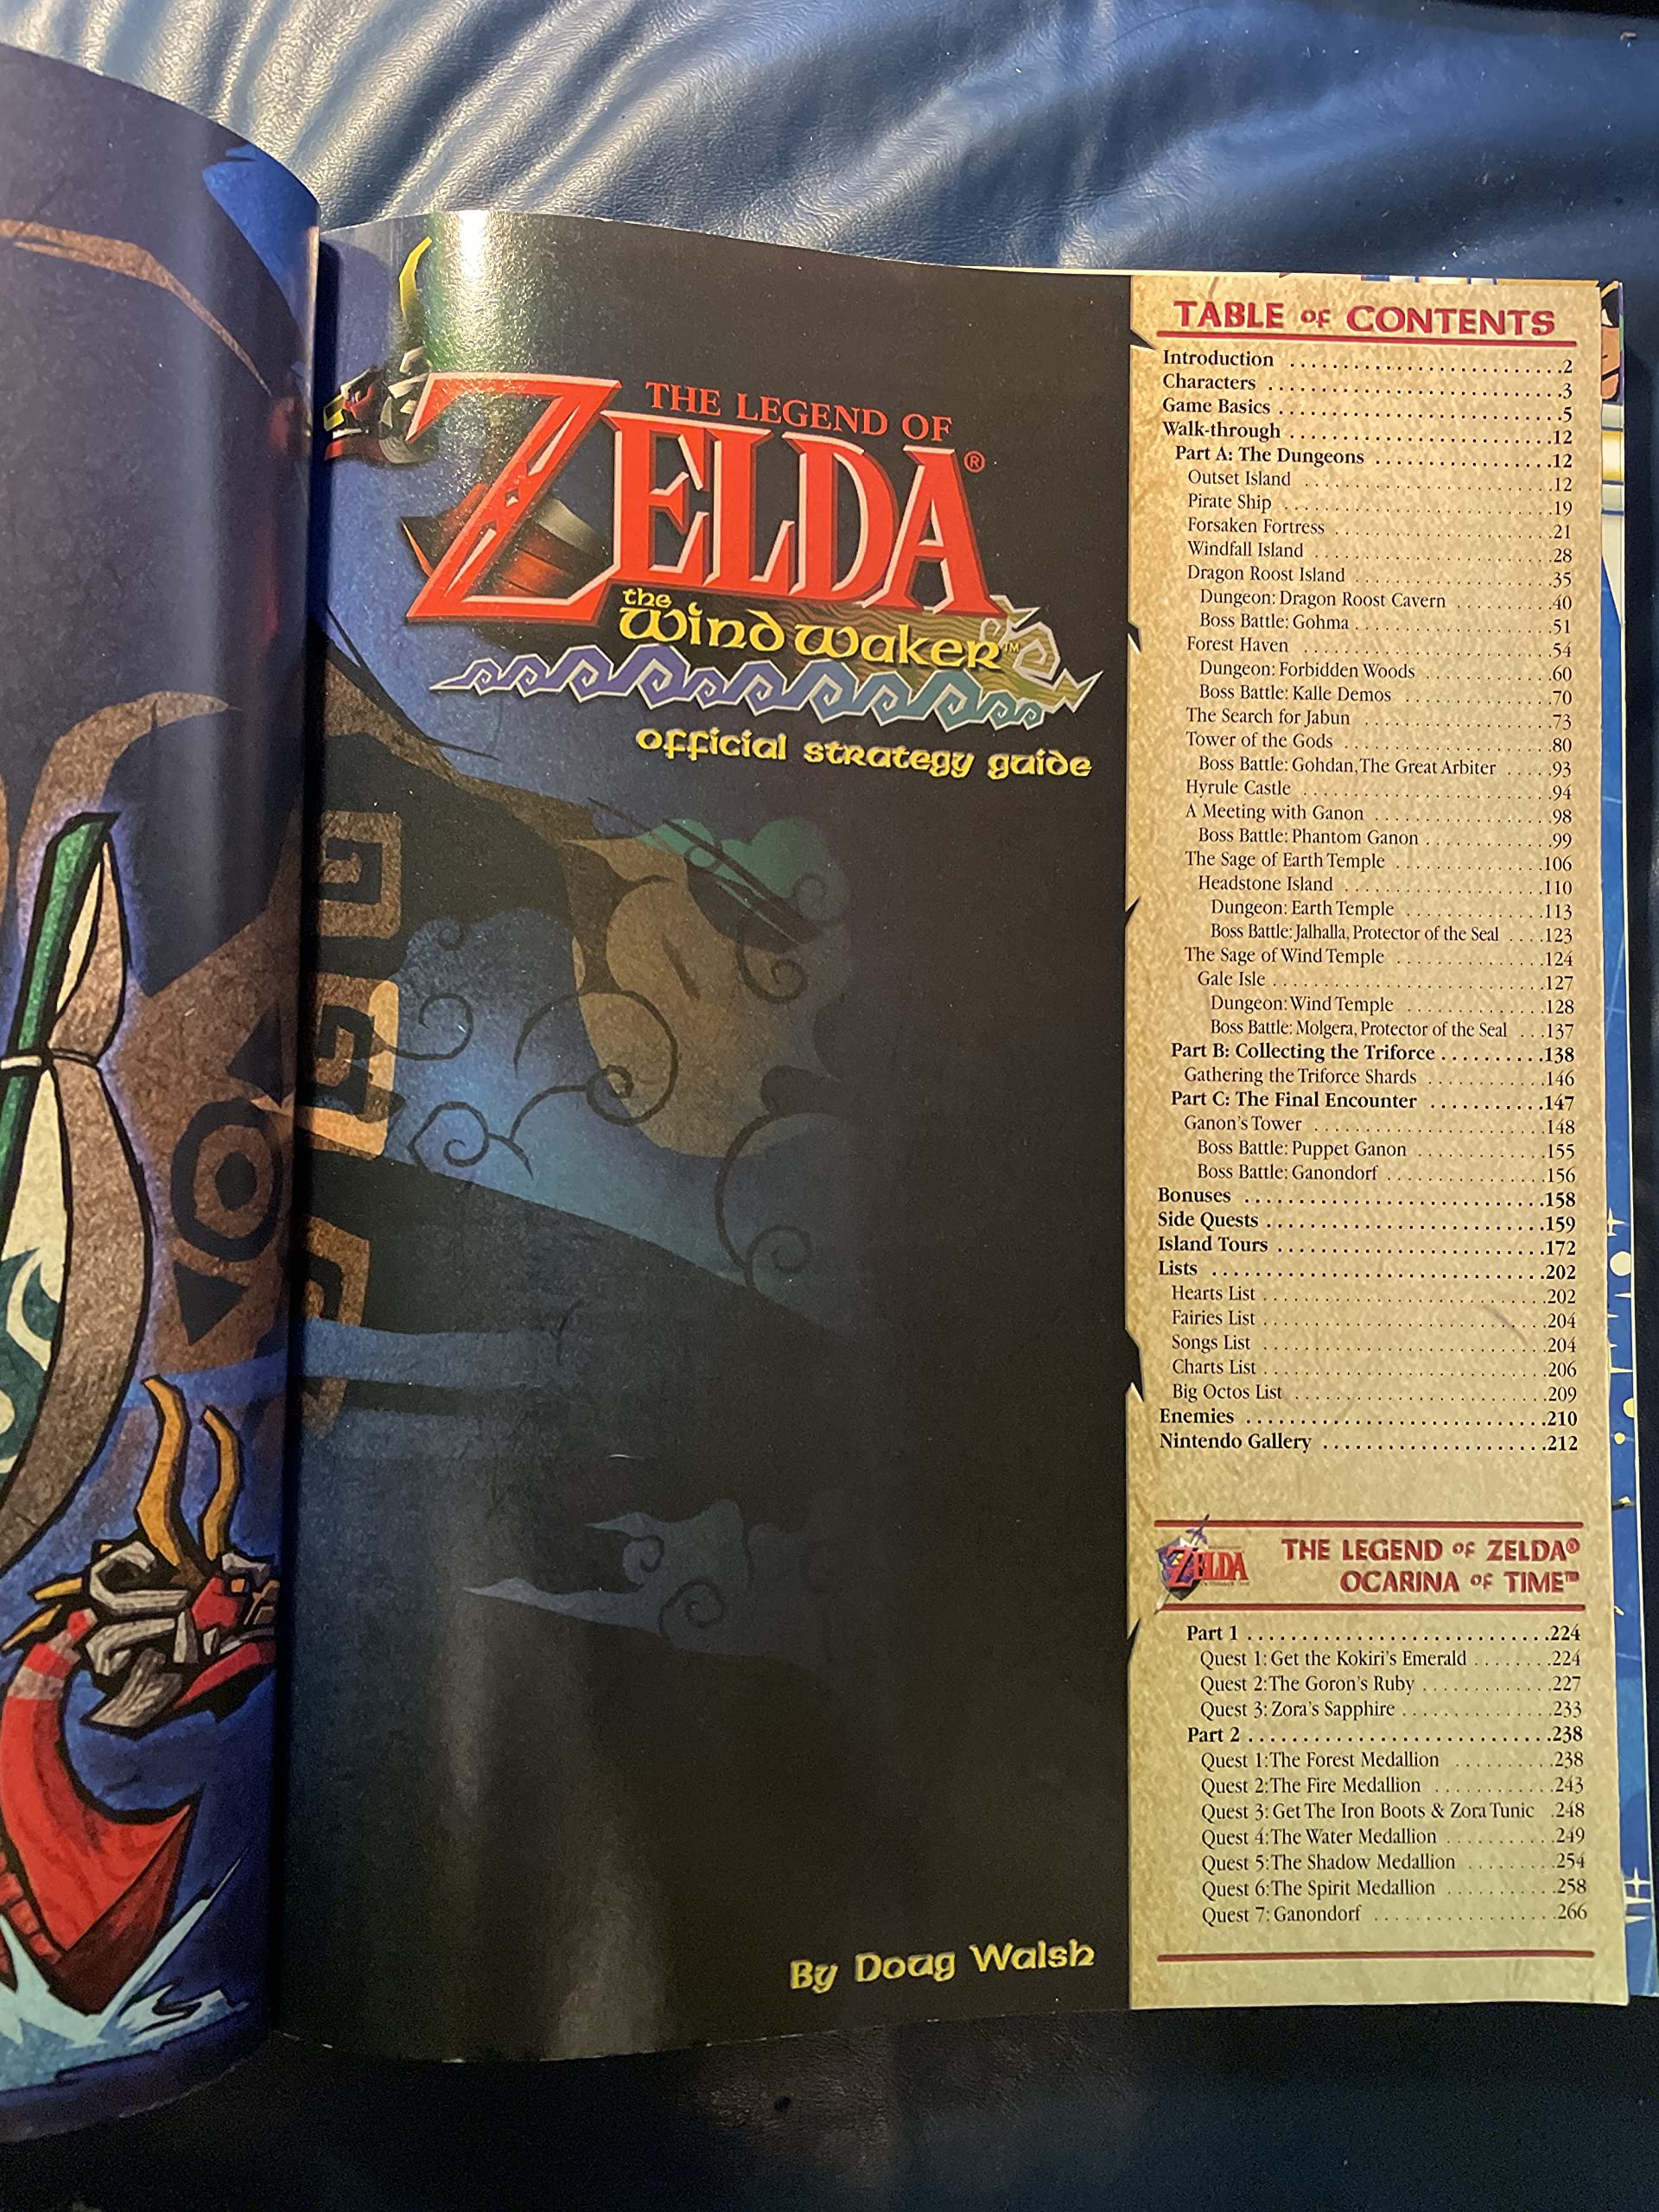 THE LEGEND OF
ZELDA®
the
Wind Waker™
official strategy guide
By Doug Walsh
TABLE OF CONTENTS
Introduction . . . . . . . . . . . . . . . . . . . . . . . . .2
Characters . . . . . . . . . . . . . . . . . . . . . . . . . .3
Game Basics . . . . . . . . . . . . . . . . . . . . . . . . .5
Walk-through . . . . . . . . . . . . . . . . . . . . . . . .12
Part A: The Dungeons . . . . . . . . . . . . . . . .12
Outset Island . . . . . . . . . . . . . . . . . . . . . . .12
Pirate Ship . . . . . . . . . . . . . . . . . . . . . . . . .19
Forsaken Fortress . . . . . . . . . . . . . . . . . . . .21
Windfall Island . . . . . . . . . . . . . . . . . . . . . .28
Dragon Roost Island . . . . . . . . . . . . . . . . . .35
Dungeon: Dragon Roost Cavern . . . . . . . . .40
Boss Battle: Gohma . . . . . . . . . . . . . . . . . .51
Forest Haven . . . . . . . . . . . . . . . . . . . . . . .54
Dungeon: Forbidden Woods . . . . . . . . . . . .60
Boss Battle: Kalle Demos . . . . . . . . . . . . . .70
The Search for Jabun . . . . . . . . . . . . . . . . .73
Tower of the Gods . . . . . . . . . . . . . . . . . . .80
Boss Battle: Gohdan, The Great Arbiter . . . . .93
Hyrule Castle . . . . . . . . . . . . . . . . . . . . . . .94
A Meeting with Ganon . . . . . . . . . . . . . . . .98
Boss Battle: Phantom Ganon . . . . . . . . . . .99
The Sage of Earth Temple . . . . . . . . . . . . .106
Headstone Island . . . . . . . . . . . . . . . . . .110
Dungeon: Earth Temple . . . . . . . . . . . .113
Boss Battle: Jalhalla, Protector of the Seal . . . .123
The Sage of Wind Temple . . . . . . . . . . . . .124
Gale Isle . . . . . . . . . . . . . . . . . . . . . . . .127
Dungeon: Wind Temple . . . . . . . . . . . . .128
Boss Battle: Molgera, Protector of the Seal . . .137
Part B: Collecting the Triforce . . . . . . . . . .138
Gathering the Triforce Shards . . . . . . . . . . .146
Part C: The Final Encounter . . . . . . . . . . .147
Ganon's Tower . . . . . . . . . . . . . . . . . . . . .148
Boss Battle: Puppet Ganon . . . . . . . . . . . .155
Boss Battle: Ganondorf . . . . . . . . . . . . . . .156
Bonuses . . . . . . . . . . . . . . . . . . . . . . . . . . .158
Side Quests . . . . . . . . . . . . . . . . . . . . . . . . .159
Island Tours . . . . . . . . . . . . . . . . . . . . . . . .172
Lists . . . . . . . . . . . . . . . . . . . . . . . . . . . . . .202
Hearts List . . . . . . . . . . . . . . . . . . . . . . . . .202
Fairies List . . . . . . . . . . . . . . . . . . . . . . . . .204
Songs List . . . . . . . . . . . . . . . . . . . . . . . . .204
Charts List . . . . . . . . . . . . . . . . . . . . . . . . .206
Big Octos List . . . . . . . . . . . . . . . . . . . . . .209
Enemies . . . . . . . . . . . . . . . . . . . . . . . . . . .210
Nintendo Gallery . . . . . . . . . . . . . . . . . . . .212
ZELDA
THE LEGEND OF ZELDA®
OCARINA OF TIME™
Part 1 . . . . . . . . . . . . . . . . . . . . . . . . . . .224
Quest 1: Get the Kokiri's Emerald . . . . . . . .224
Quest 2: The Goron's Ruby . . . . . . . . . . . .227
Quest 3: Zora's Sapphire . . . . . . . . . . . . . .233
Part 2 . . . . . . . . . . . . . . . . . . . . . . . . . . .238
Quest 1: The Forest Medallion . . . . . . . . .238
Quest 2: The Fire Medallion . . . . . . . . . . .243
Quest 3: Get The Iron Boots & Zora Tunic .248
Quest 4: The Water Medallion . . . . . . . . . .249
Quest 5: The Shadow Medallion . . . . . . . .254
Quest 6: The Spirit Medallion . . . . . . . . . .258
Quest 7: Ganondorf . . . . . . . . . . . . . . . . .266